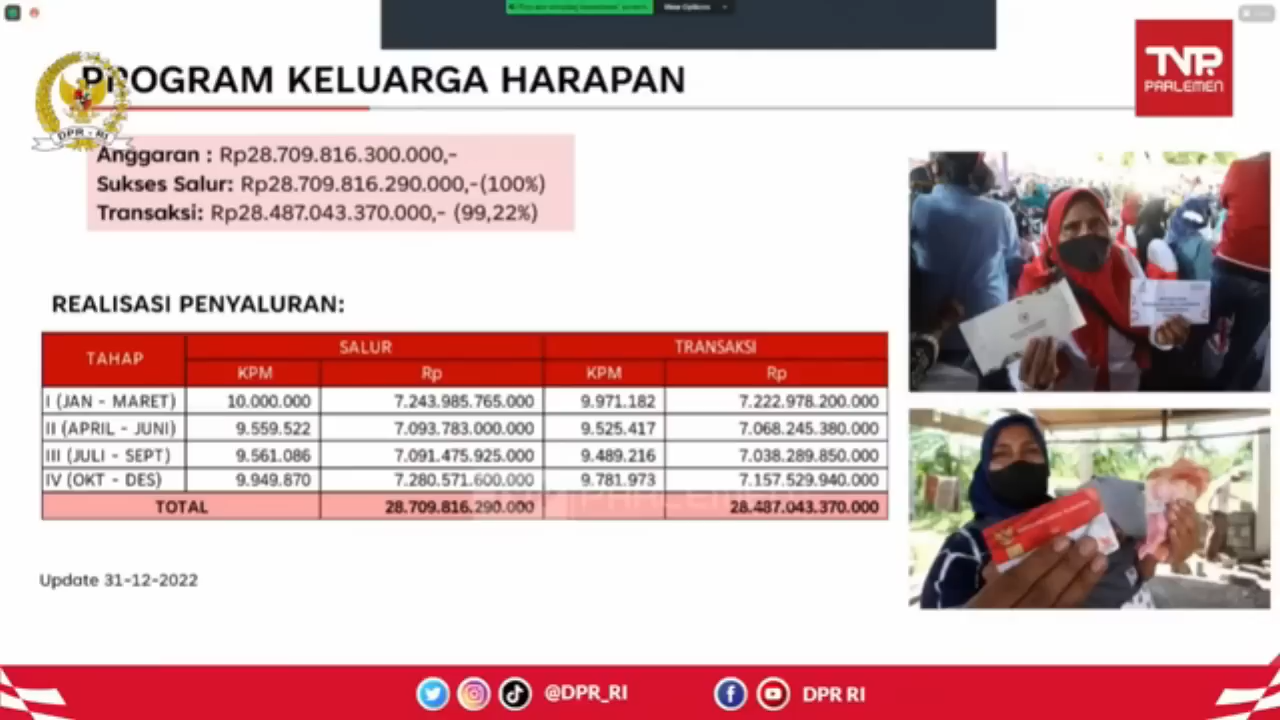 View Options
PROGRAM KELUARGA HARAPAN
TVP.
PARLEMEN
DPR - RI
Anggaran : Rp28.709.816.300.000,-
Sukses Salur: Rp28.709.816.290.000,-(100%)
Transaksi: Rp28.487.043.370.000,- (99,22%)
REALISASI PENYALURAN:
TAHAP SALUR TRANSAKSI
KPM Rp KPM Rp
I (JAN - MARET) 10.000.000 7.243.985.765.000 9.971.182 7.222.978.200.000
II (APRIL - JUNI) 9.559.522 7.093.783.000.000 9.525.417 7.068.245.380.000
III (JULI - SEPT) 9.561.086 7.091.475.925.000 9.489.216 7.038.289.850.000
IV (OKT - DES) 9.949.870 7.280.571.600.000 9.781.973 7.157.529.940.000
TOTAL 28.709.816.290.000 28.487.043.370.000
Update 31-12-2022
@DPR_RI
DPR RI